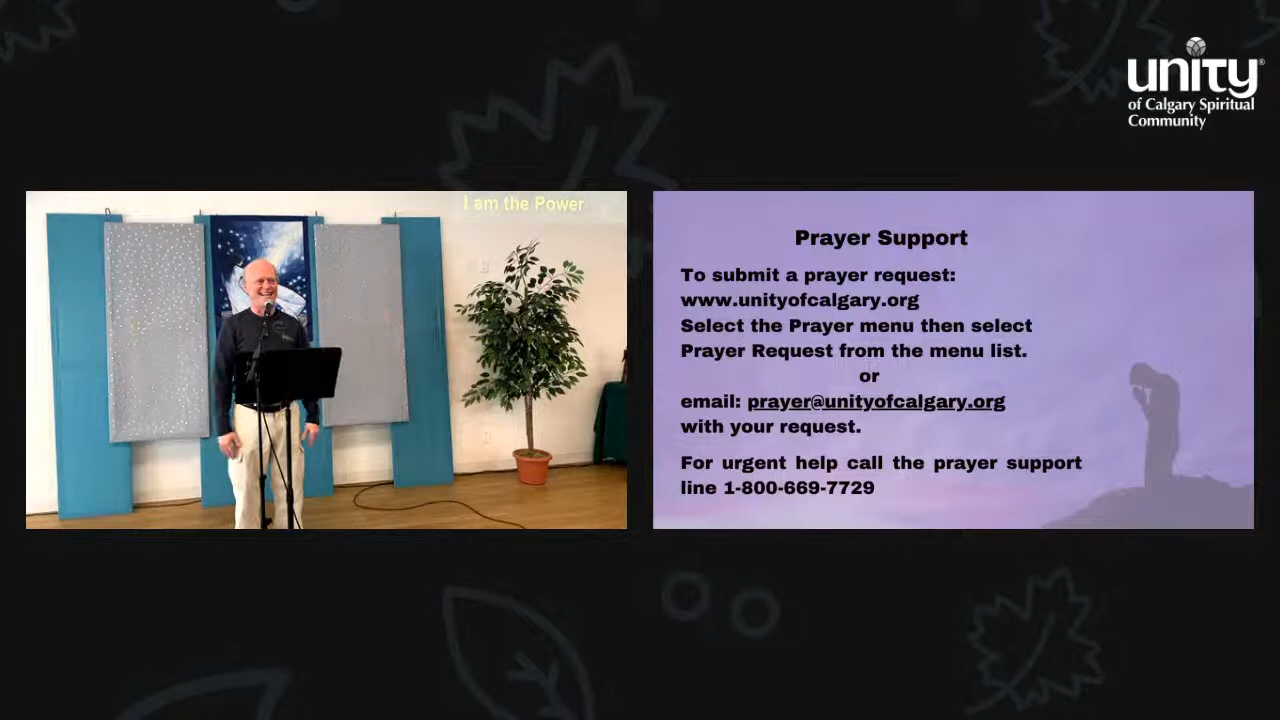 unity®
of Calgary Spiritual
Community
I am the Power
Prayer Support
To submit a prayer request:
www.unityofcalgary.org
Select the Prayer menu then select
Prayer Request from the menu list.
or
email: prayer@unityofcalgary.org
with your request.
For urgent help call the prayer support
line 1-800-669-7729